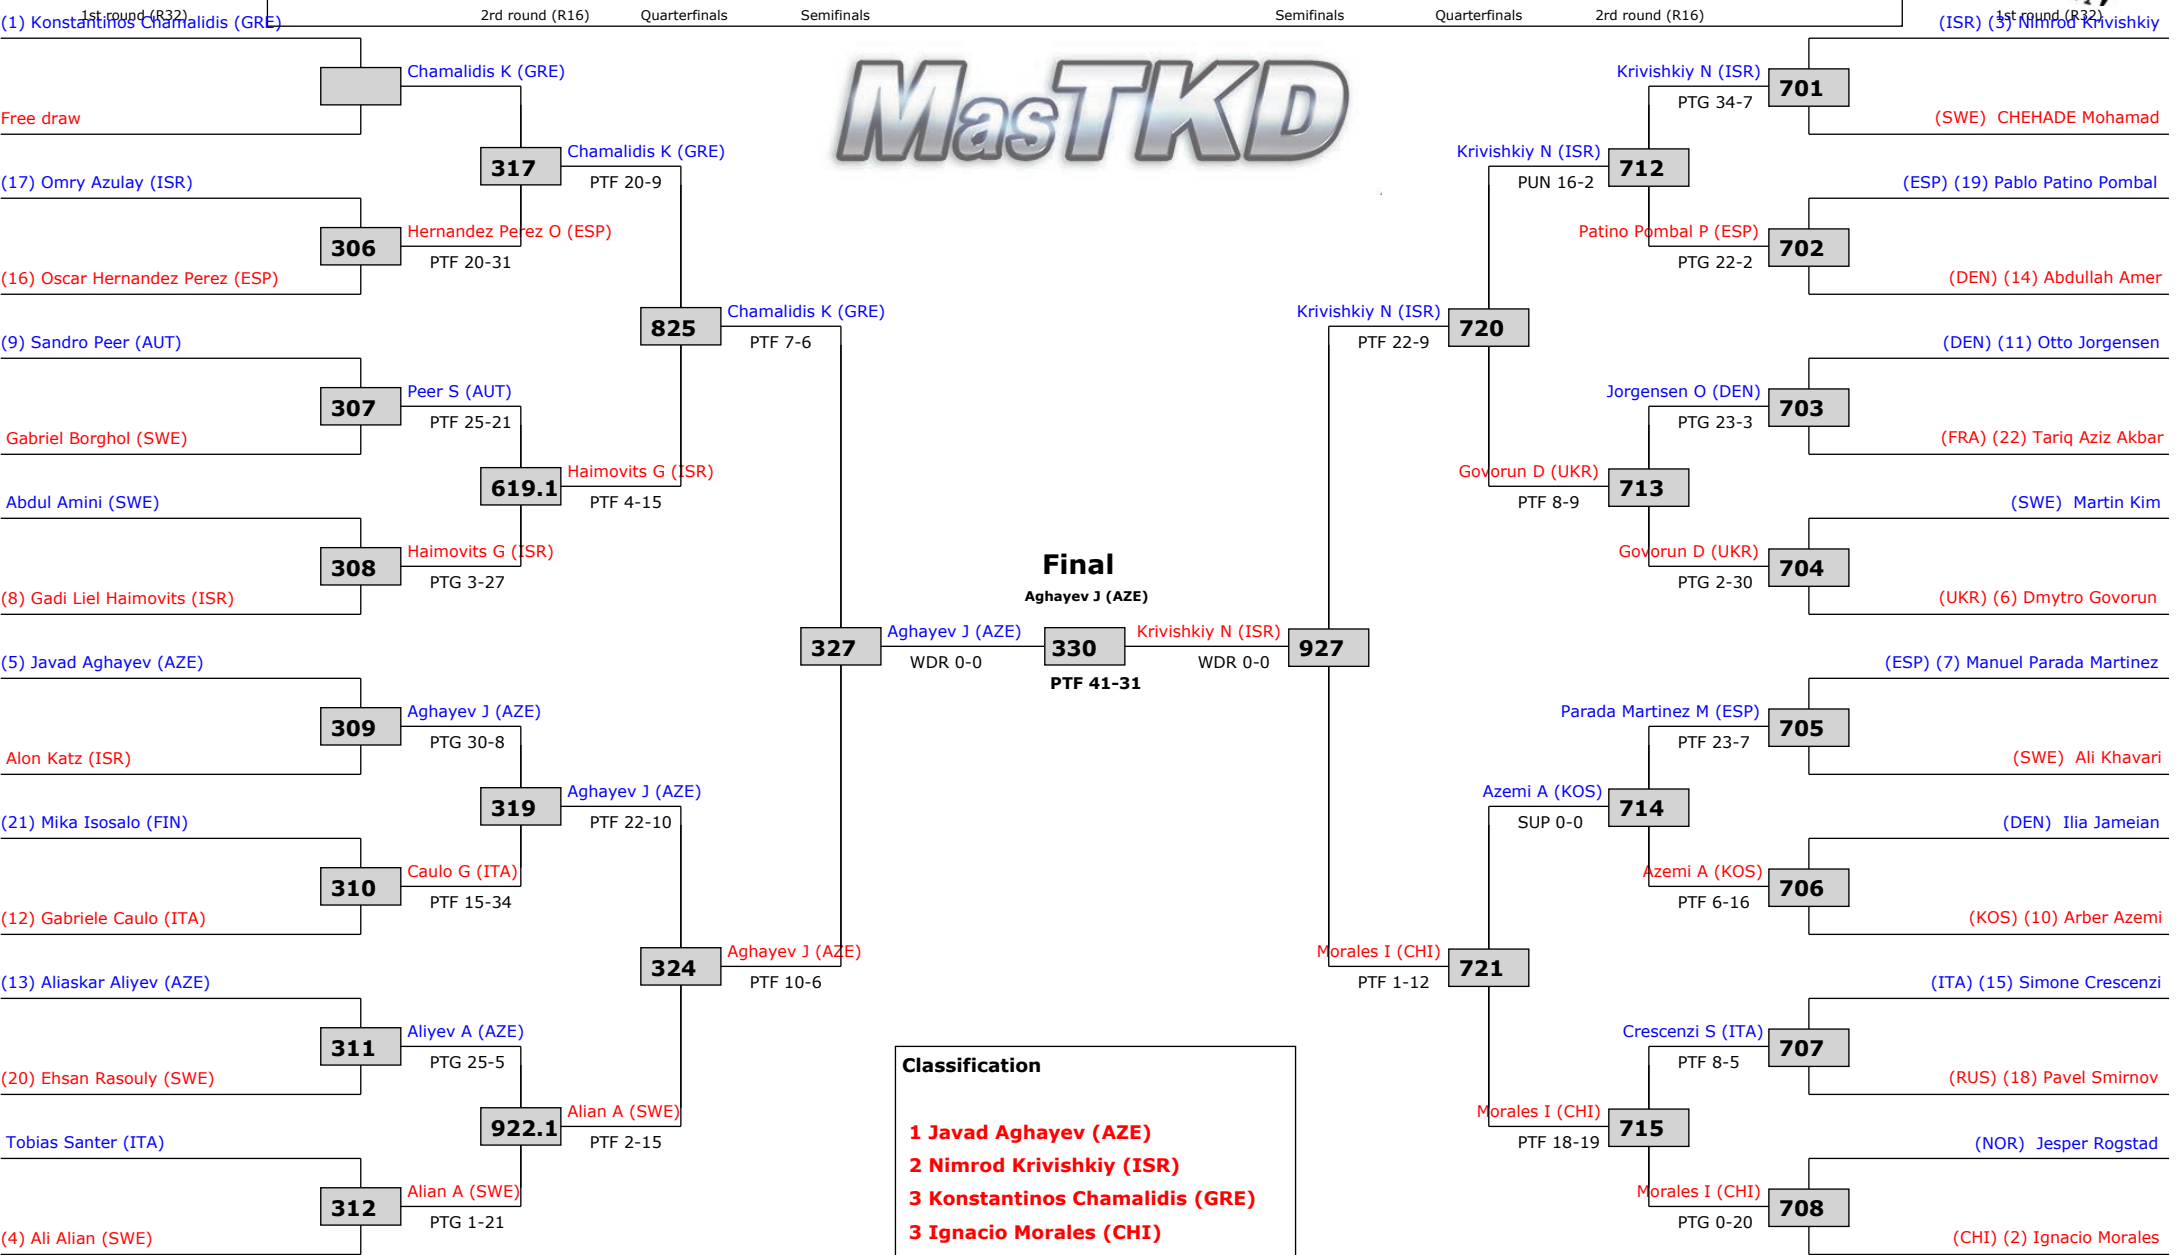 1st round (R32)
2rd round (R16)
Quarterfinals
Semifinals
Semifinals
Quarterfinals
2rd round (R16)
1st round (R32)
(1) Konstantinos Chamalidis (GRE)
Free draw
(17) Omry Azulay (ISR)
(16) Oscar Hernandez Perez (ESP)
(9) Sandro Peer (AUT)
Gabriel Borghol (SWE)
Abdul Amini (SWE)
(8) Gadi Liel Haimovits (ISR)
(5) Javad Aghayev (AZE)
Alon Katz (ISR)
(21) Mika Isosalo (FIN)
(12) Gabriele Caulo (ITA)
(13) Aliaskar Aliyev (AZE)
(20) Ehsan Rasouly (SWE)
Tobias Santer (ITA)
(4) Ali Alian (SWE)
Chamalidis K (GRE)
306
Hernandez Perez O (ESP)
PTF 20-31
307
Peer S (AUT)
PTF 25-21
308
Haimovits G (ISR)
PTG 3-27
309
Aghayev J (AZE)
PTG 30-8
310
Caulo G (ITA)
PTF 15-34
311
Aliyev A (AZE)
PTG 25-5
312
Alian A (SWE)
PTG 1-21
317
Chamalidis K (GRE)
PTF 20-9
619.1
Haimovits G (ISR)
PTF 4-15
319
Aghayev J (AZE)
PTF 22-10
922.1
Alian A (SWE)
PTF 2-15
825
Chamalidis K (GRE)
PTF 7-6
324
Aghayev J (AZE)
PTF 10-6
MasTKD
Final
Aghayev J (AZE)
327
Aghayev J (AZE)
WDR 0-0
330
PTF 41-31
Krivishkiy N (ISR)
WDR 0-0
927
Classification
1 Javad Aghayev (AZE)
2 Nimrod Krivishkiy (ISR)
3 Konstantinos Chamalidis (GRE)
3 Ignacio Morales (CHI)
Krivishkiy N (ISR)
PTF 22-9
720
Morales I (CHI)
PTF 1-12
721
Krivishkiy N (ISR)
PUN 16-2
712
Govorun D (UKR)
PTF 8-9
713
Azemi A (KOS)
SUP 0-0
714
Morales I (CHI)
PTF 18-19
715
Krivishkiy N (ISR)
PTG 34-7
701
Patino Pombal P (ESP)
PTG 22-2
702
Jorgensen O (DEN)
PTG 23-3
703
Govorun D (UKR)
PTG 2-30
704
Parada Martinez M (ESP)
PTF 23-7
705
Azemi A (KOS)
PTF 6-16
706
Crescenzi S (ITA)
PTF 8-5
707
Morales I (CHI)
PTG 0-20
708
(ISR) (3) Nimrod Krivishkiy
(SWE) CHEHADE Mohamad
(ESP) (19) Pablo Patino Pombal
(DEN) (14) Abdullah Amer
(DEN) (11) Otto Jorgensen
(FRA) (22) Tariq Aziz Akbar
(SWE) Martin Kim
(UKR) (6) Dmytro Govorun
(ESP) (7) Manuel Parada Martinez
(SWE) Ali Khavari
(DEN) Ilia Jameian
(KOS) (10) Arber Azemi
(ITA) (15) Simone Crescenzi
(RUS) (18) Pavel Smirnov
(NOR) Jesper Rogstad
(CHI) (2) Ignacio Morales